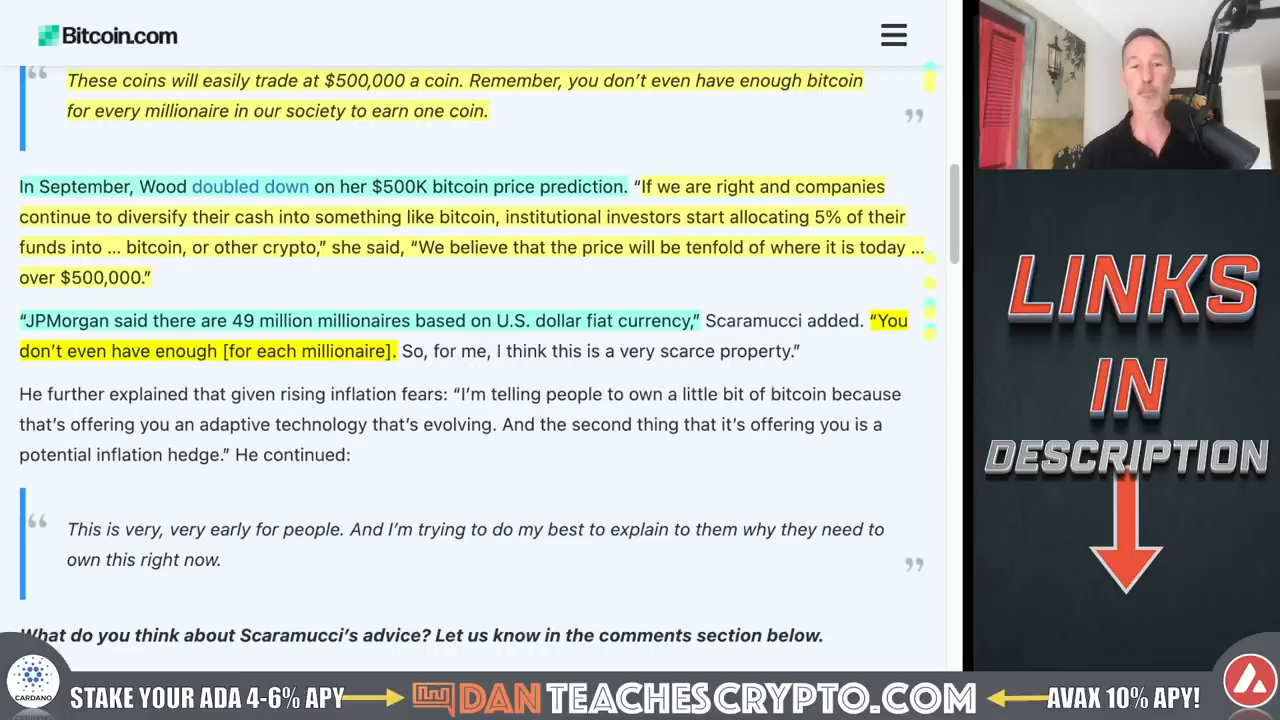 Bitcoin.com
“ These coins will easily trade at $500,000 a coin. Remember, you don’t even have enough bitcoin
for every millionaire in our society to earn one coin. ”
In September, Wood doubled down on her $500K bitcoin price prediction. “If we are right and companies
continue to diversify their cash into something like bitcoin, institutional investors start allocating 5% of their
funds into ... bitcoin, or other crypto,” she said, “We believe that the price will be tenfold of where it is today ...
over $500,000.”
“JPMorgan said there are 49 million millionaires based on U.S. dollar fiat currency,” Scaramucci added. “You
don’t even have enough [for each millionaire]. So, for me, I think this is a very scarce property.”
He further explained that given rising inflation fears: “I’m telling people to own a little bit of bitcoin because
that’s offering you an adaptive technology that’s evolving. And the second thing that it’s offering you is a
potential inflation hedge.” He continued:
“ This is very, very early for people. And I’m trying to do my best to explain to them why they need to
own this right now. ”
What do you think about Scaramucci’s advice? Let us know in the comments section below.
LINKS
IN
DESCRIPTION
CARDANO
STAKE YOUR ADA 4-6% APY
DANTEACHESCRYPTO.COM
AVAX 10% APY!